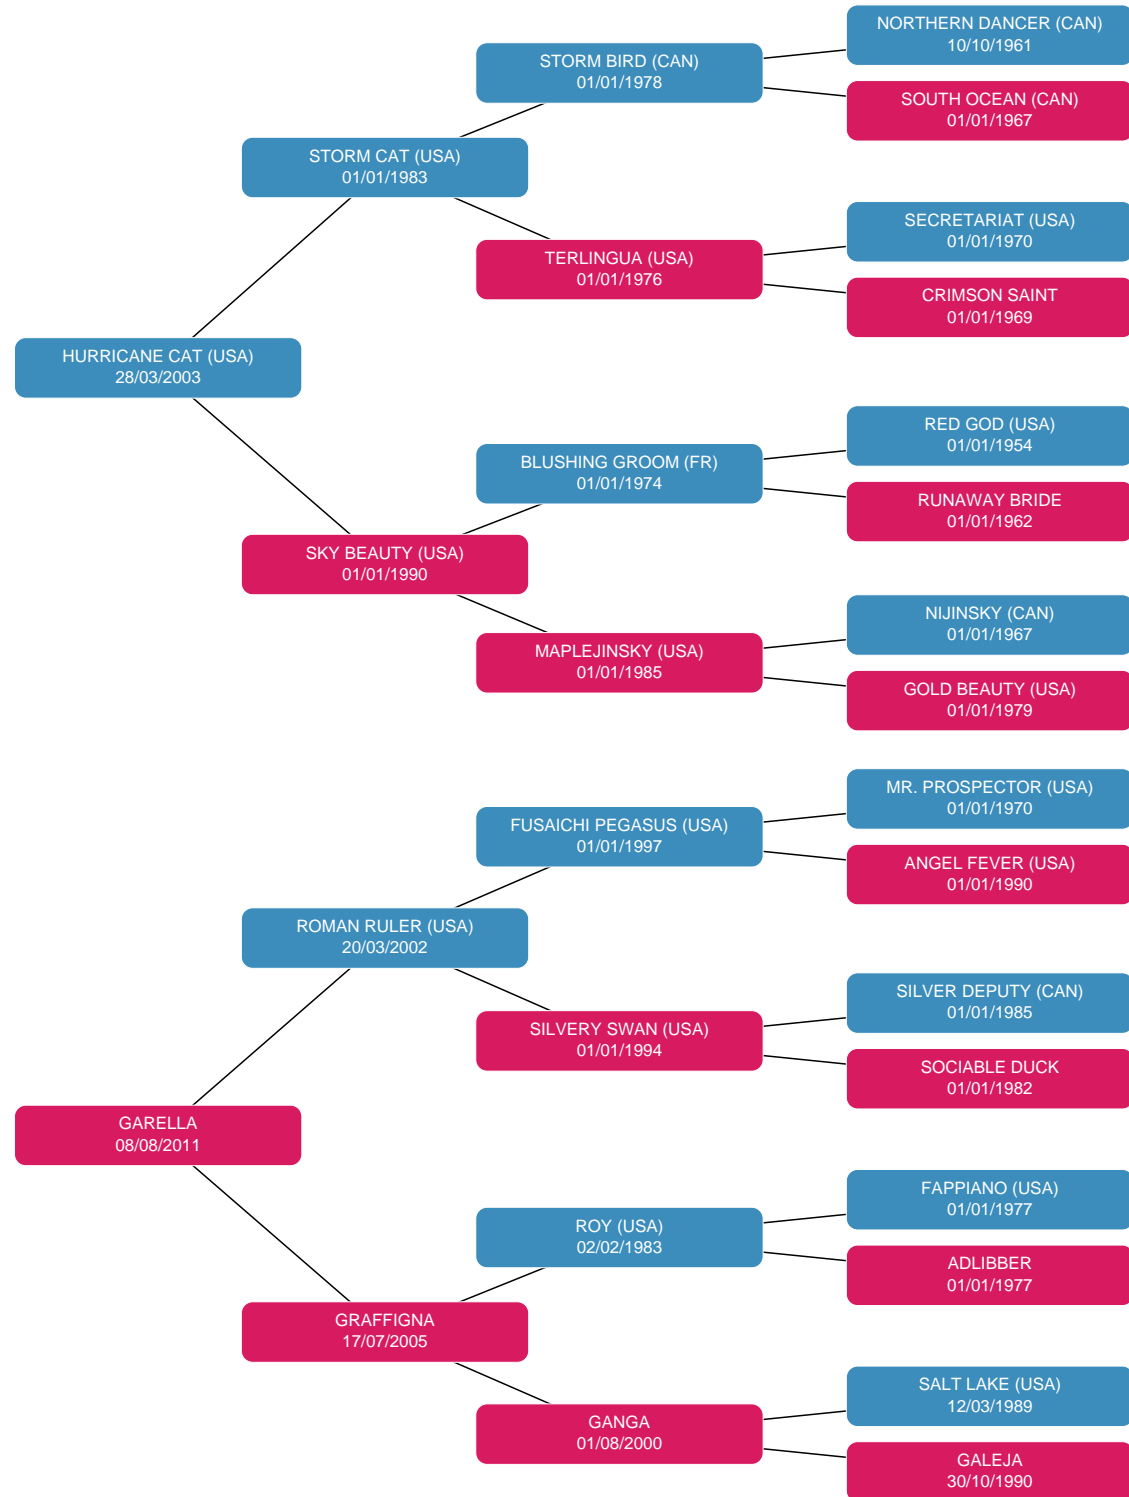 NORTHERN DANCER (CAN)
10/10/1961
STORM BIRD (CAN)
01/01/1978
SOUTH OCEAN (CAN)
01/01/1967
STORM CAT (USA)
01/01/1983
SECRETARIAT (USA)
01/01/1970
TERLINGUA (USA)
01/01/1976
CRIMSON SAINT
01/01/1969
HURRICANE CAT (USA)
28/03/2003
RED GOD (USA)
01/01/1954
BLUSHING GROOM (FR)
01/01/1974
RUNAWAY BRIDE
01/01/1962
SKY BEAUTY (USA)
01/01/1990
NIJINSKY (CAN)
01/01/1967
MAPLEJINSKY (USA)
01/01/1985
GOLD BEAUTY (USA)
01/01/1979
MR. PROSPECTOR (USA)
01/01/1970
FUSAICHI PEGASUS (USA)
01/01/1997
ANGEL FEVER (USA)
01/01/1990
ROMAN RULER (USA)
20/03/2002
SILVER DEPUTY (CAN)
01/01/1985
SILVERY SWAN (USA)
01/01/1994
SOCIABLE DUCK
01/01/1982
GARELLA
08/08/2011
FAPPIANO (USA)
01/01/1977
ROY (USA)
02/02/1983
ADLIBBER
01/01/1977
GRAFFIGNA
17/07/2005
SALT LAKE (USA)
12/03/1989
GANGA
01/08/2000
GALEJA
30/10/1990